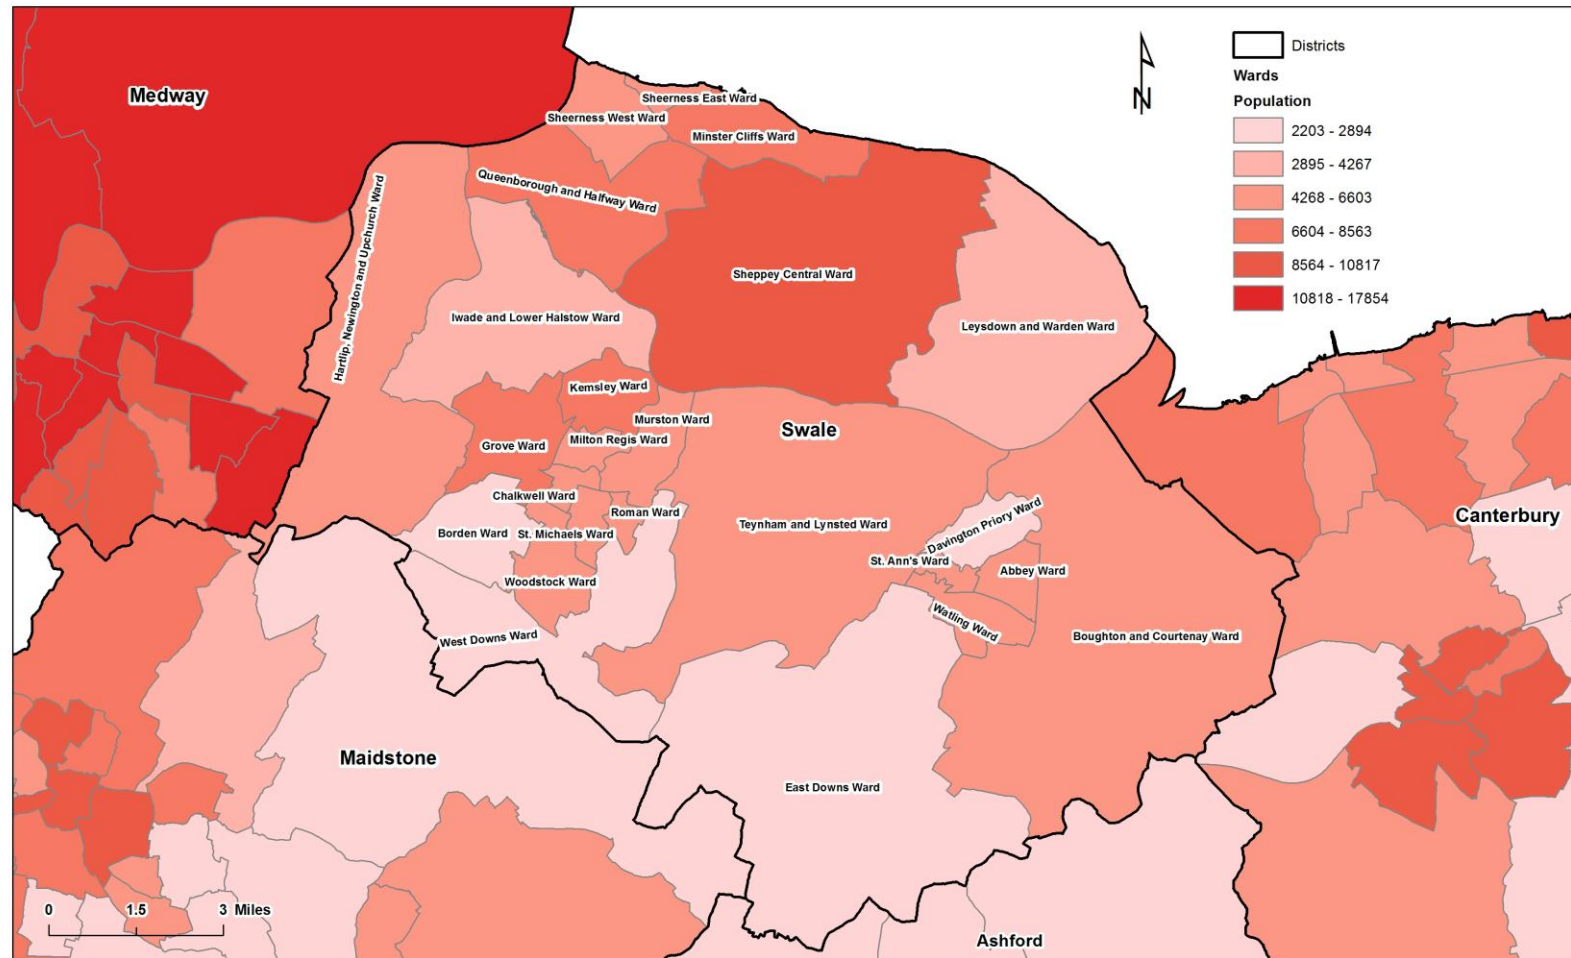 Medway
Sheerness East Ward
Sheerness West Ward
Minster Cliffs Ward
Queenborough and Halfway Ward
Hartlip, Newington and Upchurch Ward
Sheppey Central Ward
Iwade and Lower Halstow Ward
Leysdown and Warden Ward
Kemsley Ward
Murston Ward
Swale
Milton Regis Ward
Grove Ward
Chalkwell Ward
Roman Ward
Borden Ward
St. Michaels Ward
Teynham and Lynsted Ward
Davington Priory Ward
St. Ann's Ward
Abbey Ward
Woodstock Ward
Watling Ward
West Downs Ward
Boughton and Courtenay Ward
Canterbury
Maidstone
East Downs Ward
Ashford
N
Districts
Wards
Population
2203 - 2894
2895 - 4267
4268 - 6603
6604 - 8563
8564 - 10817
10818 - 17854
0 1.5 3 Miles